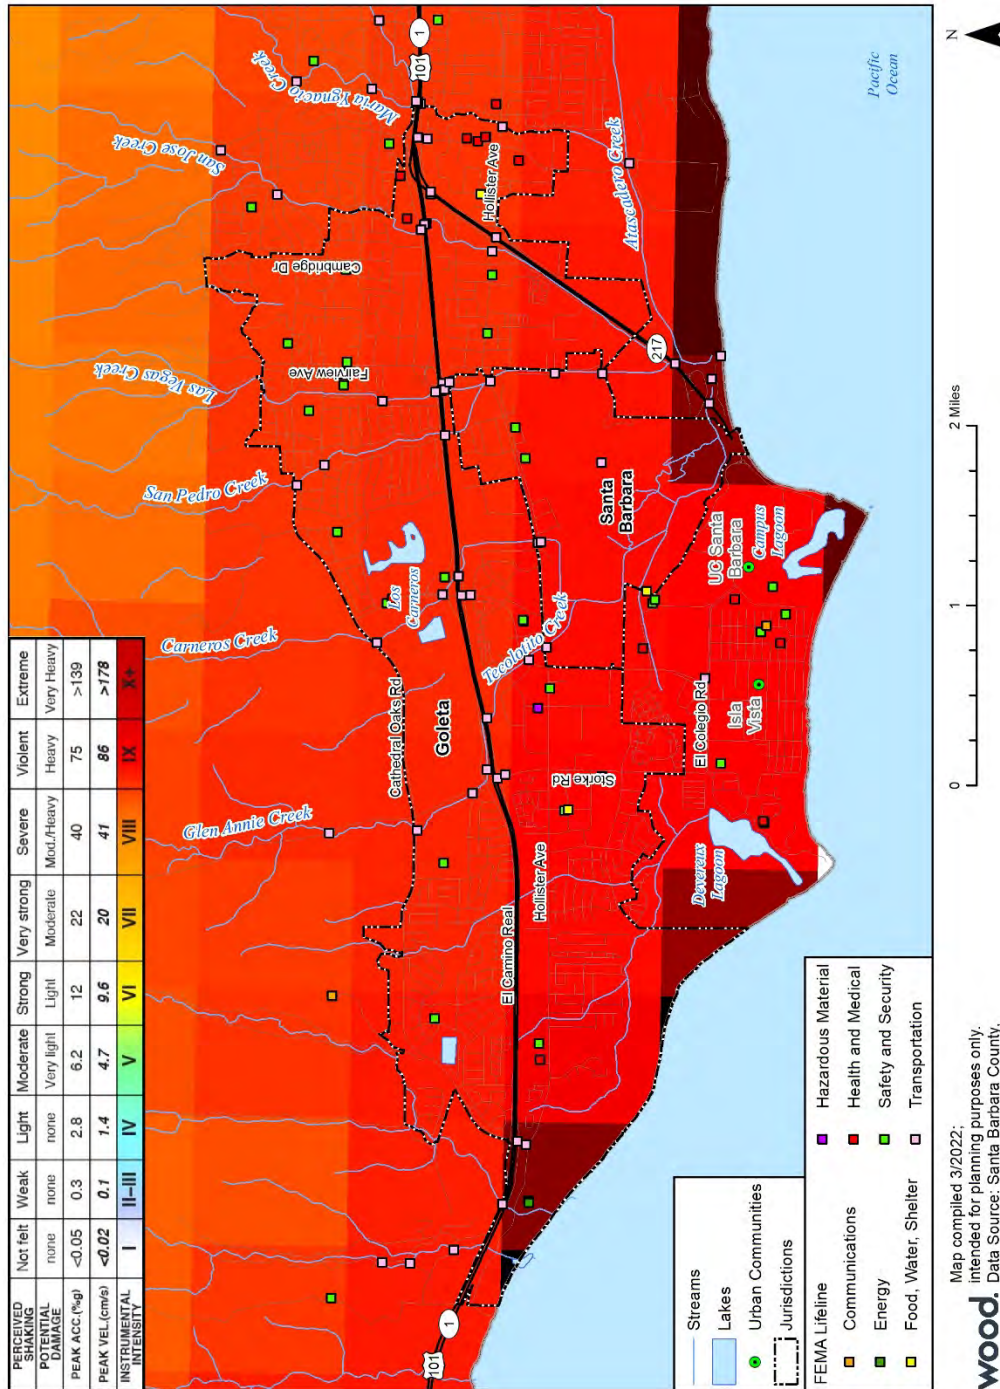 PERCEIVED SHAKING Not felt Weak Light Moderate Strong Very strong Severe Violent Extreme
POTENTIAL DAMAGE none none none Very light Light Moderate Mod./Heavy Heavy Very Heavy
PEAK ACC.(%g) <0.05 0.3 2.8 6.2 12 22 40 75 >139
PEAK VEL.(cm/s) <0.02 0.1 1.4 4.7 9.6 20 41 86 >178
INSTRUMENTAL INTENSITY I II–III IV V VI VII VIII IX X+
Glen Annie Creek
Carneros Creek
San Pedro Creek
Las Vegas Creek
San Jose Creek
Maria Ygnacio Creek
Cathedral Oaks Rd
Los Carneros
Fairview Ave
Cambridge Dr
Goleta
101
1
El Camino Real
Hollister Ave
Tecolotito Creek
Hollister Ave
101
1
Storke Rd
Santa Barbara
217
Atascadero Creek
El Colegio Rd
Devereux Lagoon
Isla Vista
UC Santa Barbara
Campus Lagoon
Pacific Ocean
Streams
Lakes
Urban Communities
Jurisdictions
FEMA Lifeline
Communications
Energy
Food, Water, Shelter
Hazardous Material
Health and Medical
Safety and Security
Transportation
wood.
Map compiled 3/2022;
intended for planning purposes only.
Data Source: Santa Barbara County,
0 1 2 Miles
N